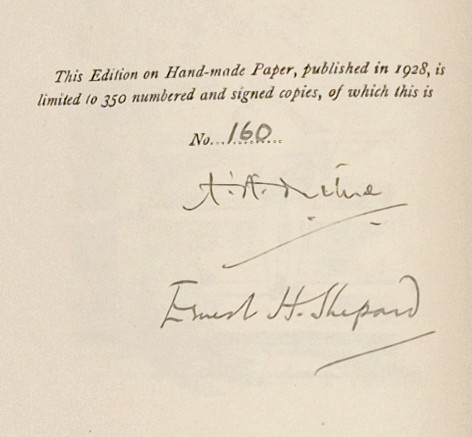 This Edition on Hand-made Paper, published in 1928, is
limited to 350 numbered and signed copies, of which this is
No. 160
A. A. Milne
Ernest H. Shepard